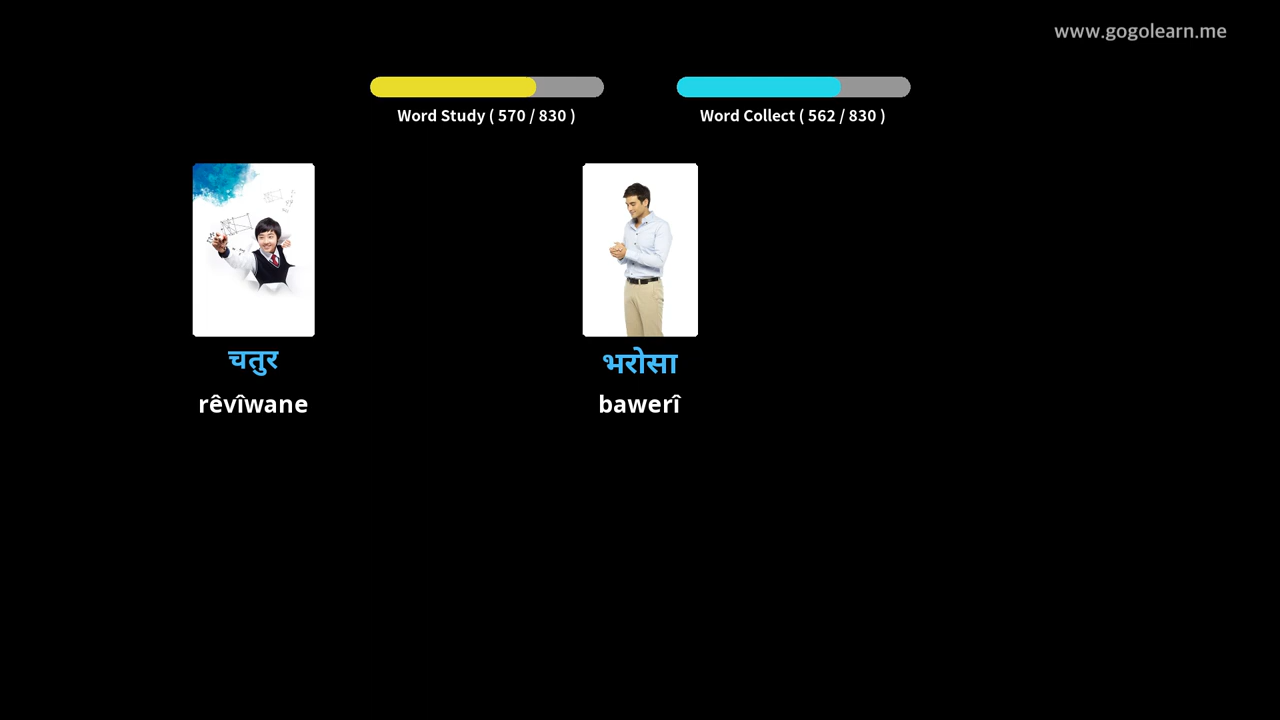 www.gogolearn.me
Word Study ( 570 / 830 )
Word Collect ( 562 / 830 )
चतुर
rêvîwane
भरोसा
bawerî